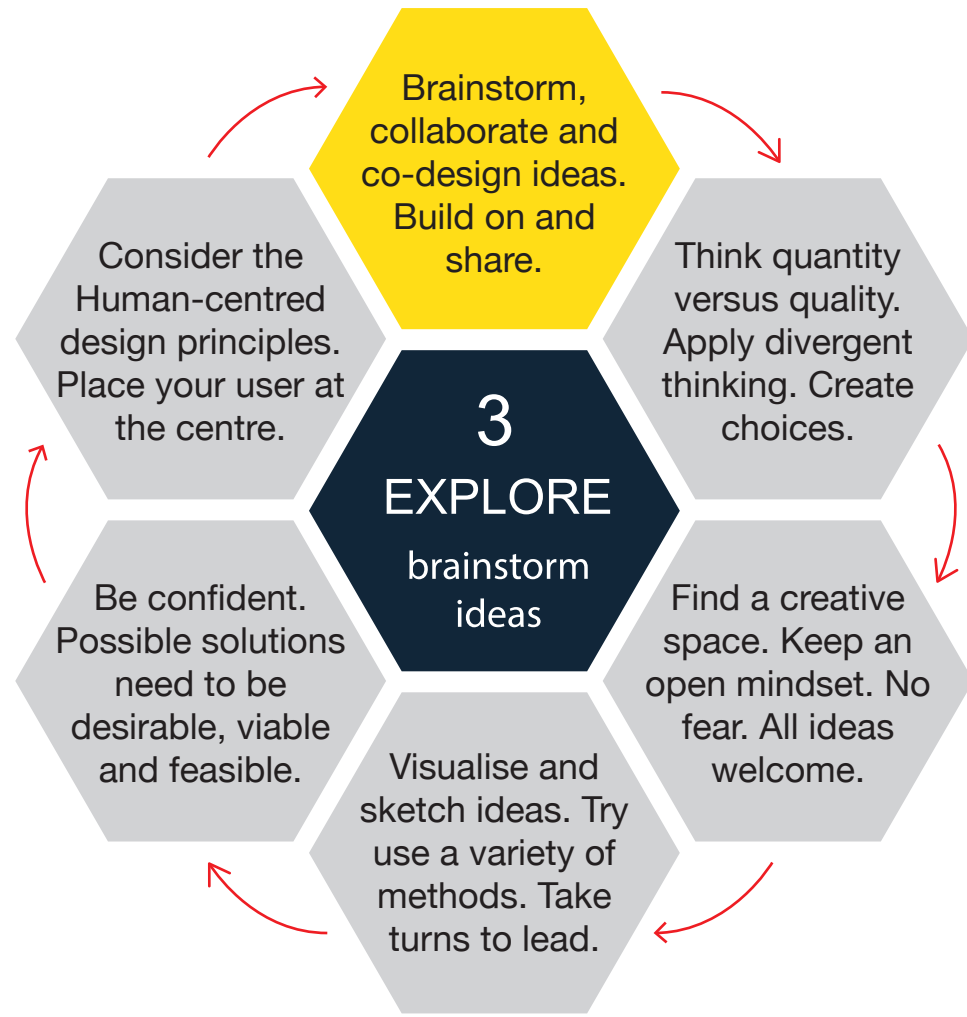 Brainstorm,
collaborate and
co-design ideas.
Build on and
share.
Think quantity
versus quality.
Apply divergent
thinking. Create
choices.
Find a creative
space. Keep an
open mindset. No
fear. All ideas
welcome.
Visualise and
sketch ideas. Try
use a variety of
methods. Take
turns to lead.
Be confident.
Possible solutions
need to be
desirable, viable
and feasible.
Consider the
Human-centred
design principles.
Place your user at
the centre.
3
EXPLORE
brainstorm
ideas